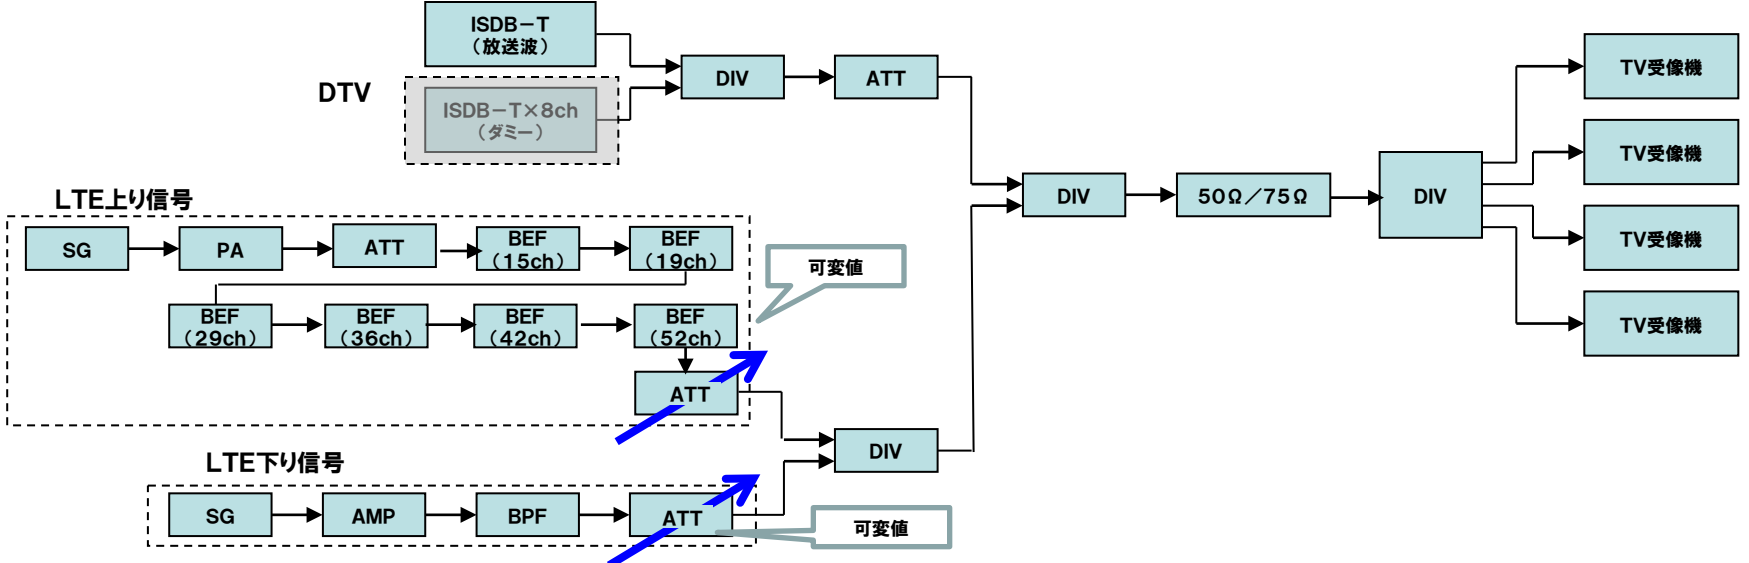 ISDB-T
(放送波)
DTV
ISDB-T×8ch
(ダミー)
DIV
ATT
LTE上り信号
SG
PA
ATT
BEF
(15ch)
BEF
(19ch)
BEF
(29ch)
BEF
(36ch)
BEF
(42ch)
BEF
(52ch)
ATT
可変値
LTE下り信号
SG
AMP
BPF
ATT
可変値
DIV
DIV
50Ω/75Ω
DIV
TV受像機
TV受像機
TV受像機
TV受像機